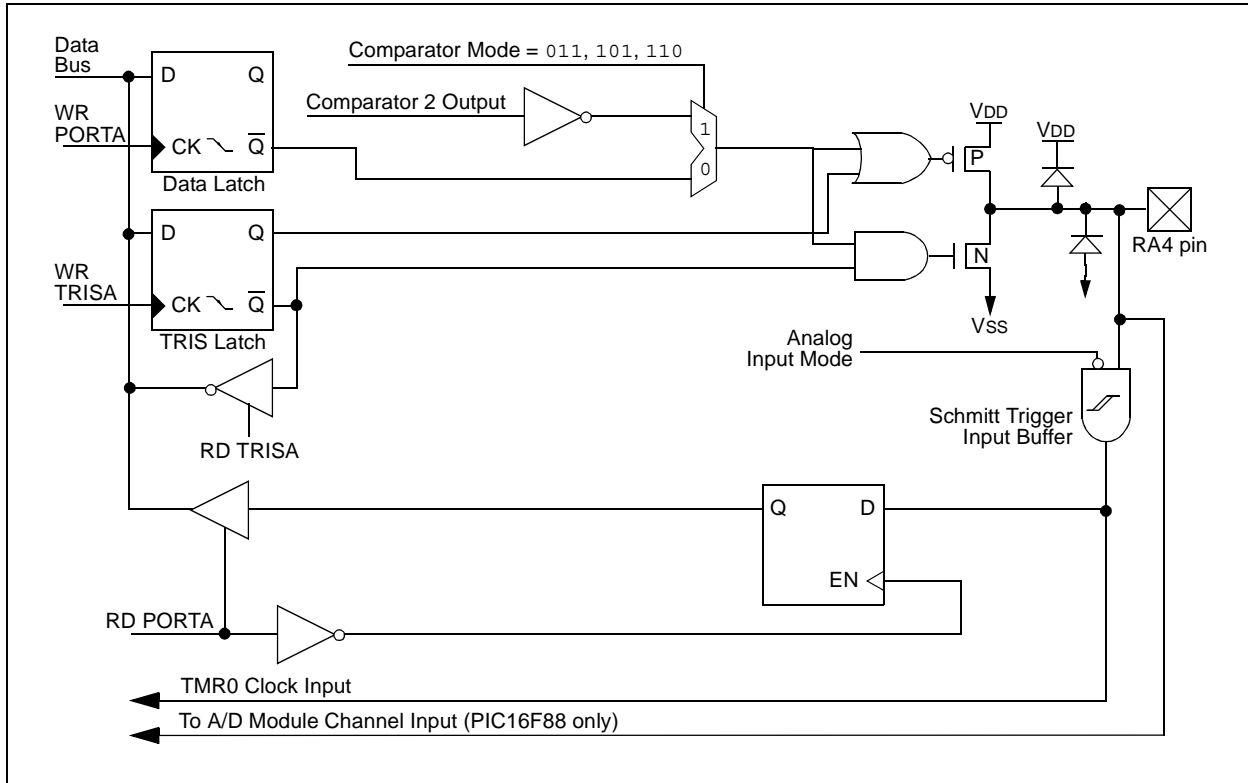 Data
Bus
D
Q
Comparator Mode = 011, 101, 110
Comparator 2 Output
WR
PORTA
CK
Q
Data Latch
1
0
VDD
P
VDD
RA4 pin
D
Q
WR
TRISA
CK
Q
TRIS Latch
N
VSS
Analog
Input Mode
Schmitt Trigger
Input Buffer
RD TRISA
Q
D
EN
RD PORTA
TMR0 Clock Input
To A/D Module Channel Input (PIC16F88 only)